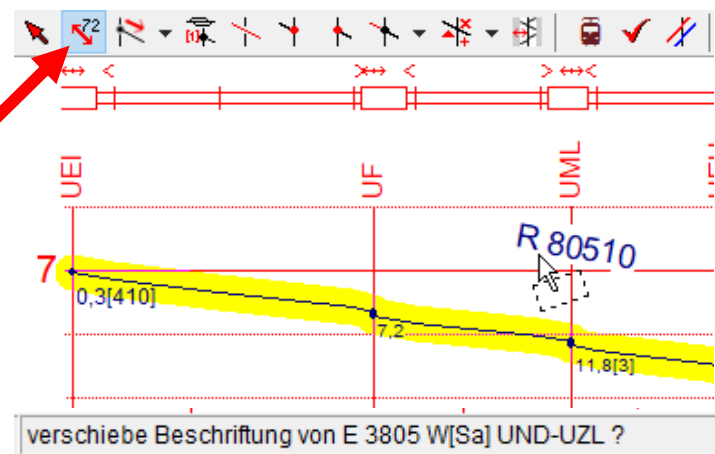 72
[1]
UEI
UF
UML
7
R 80510
0,3[410]
7,2
11,8[3]
verschiebe Beschriftung von E 3805 W[Sa] UND-UZL ?